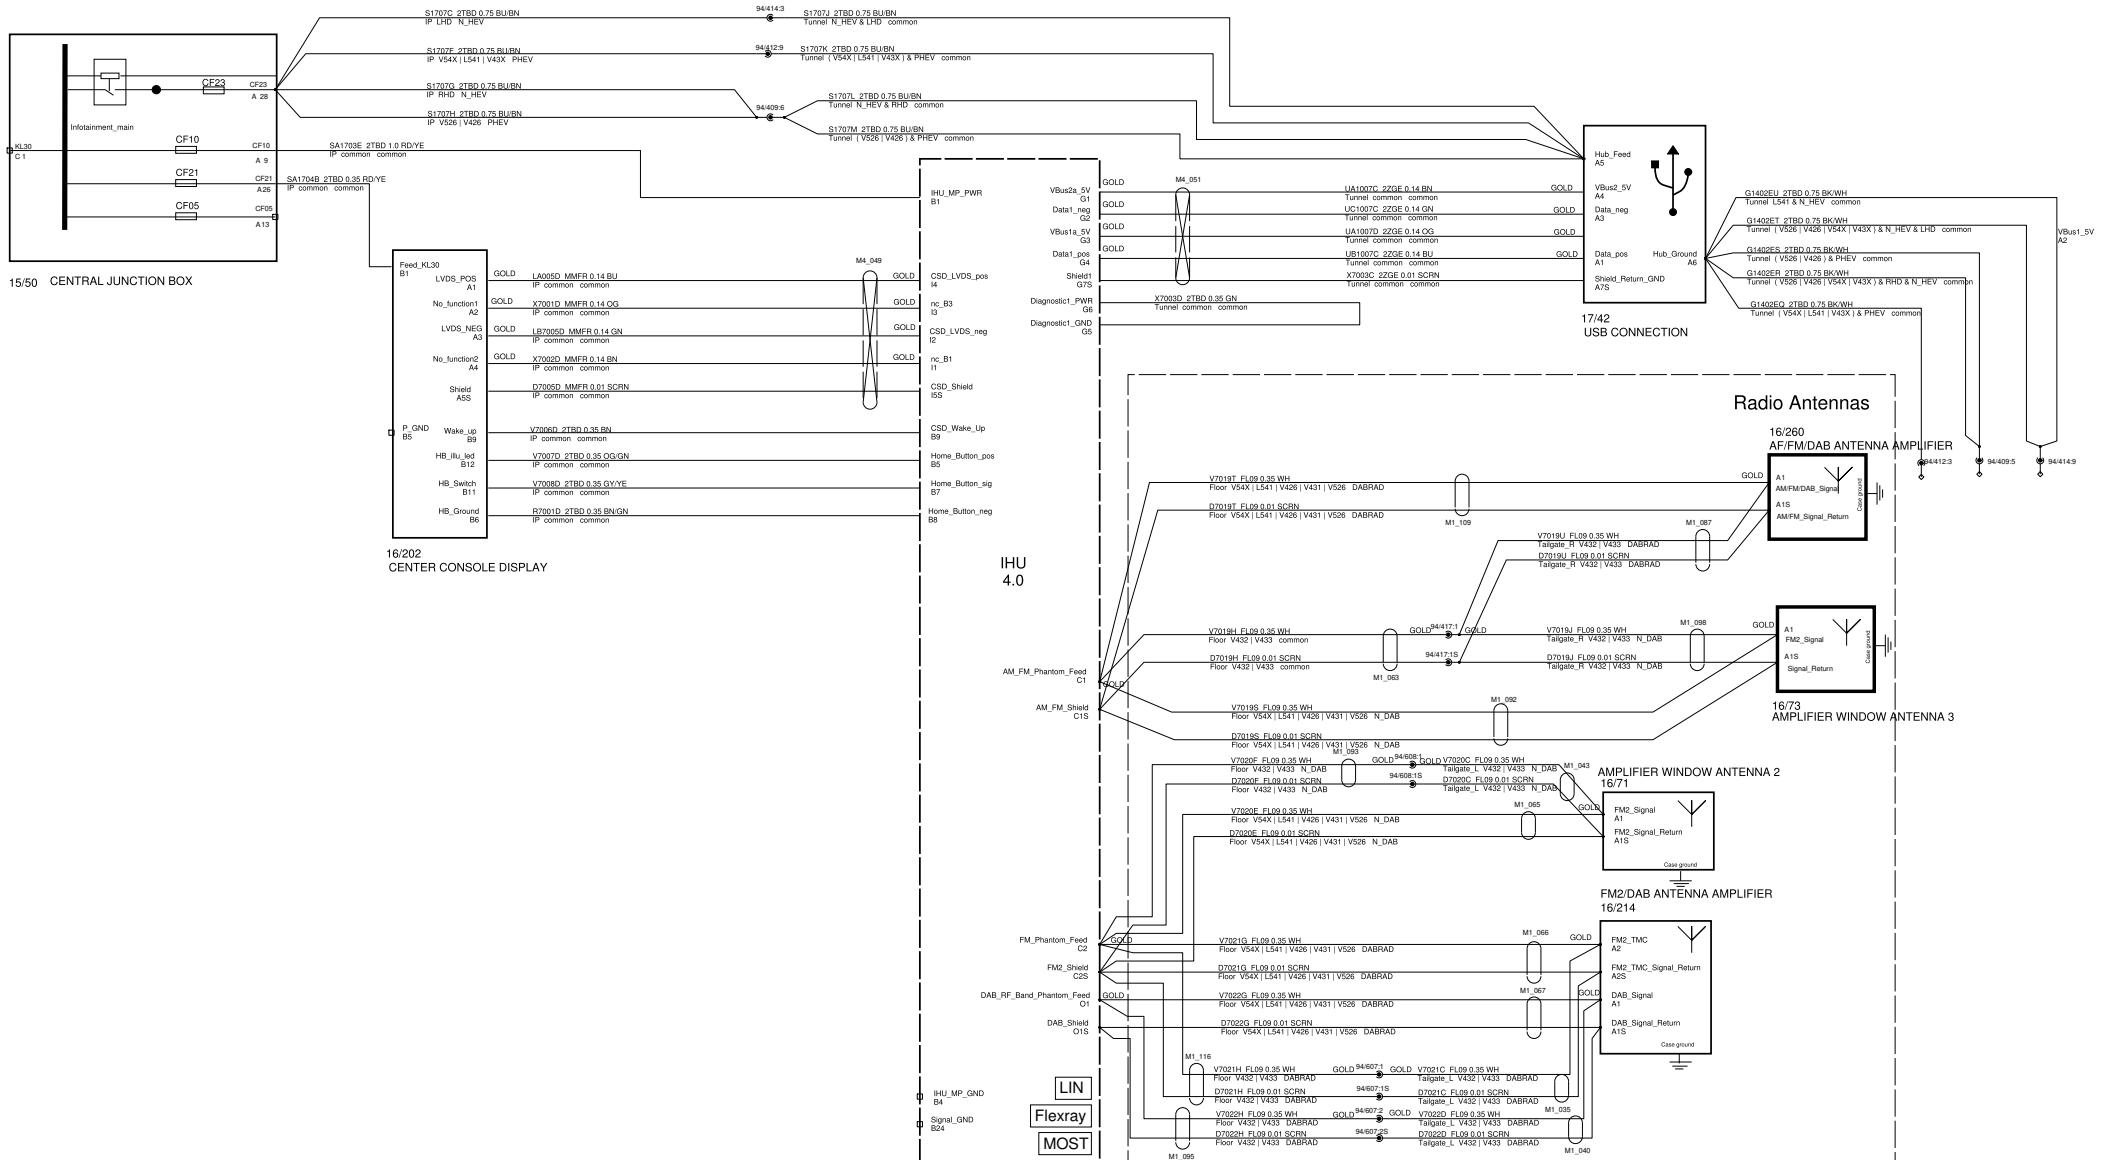 S1707C 2TBD 0.75 BU/BN
IP LHD N_HEV
94/414:3
S1707J 2TBD 0.75 BU/BN
Tunnel N_HEV & LHD common
S1707F 2TBD 0.75 BU/BN
IP V54X | L541 | V43X PHEV
94/412:9
S1707K 2TBD 0.75 BU/BN
Tunnel ( V54X | L541 | V43X ) & PHEV common
S1707G 2TBD 0.75 BU/BN
IP RHD N_HEV
S1707H 2TBD 0.75 BU/BN
IP V526 | V426 PHEV
94/409:6
S1707L 2TBD 0.75 BU/BN
Tunnel N_HEV & RHD common
S1707M 2TBD 0.75 BU/BN
Tunnel ( V526 | V426 ) & PHEV common
CF23
CF23
A 28
Infotainment_main
KL30
C 1
CF10
CF10
A 9
CF21
CF21
A26
CF05
CF05
A13
15/50 CENTRAL JUNCTION BOX
SA1703E 2TBD 1.0 RD/YE
IP common common
SA1704B 2TBD 0.35 RD/YE
IP common common
Feed_KL30
B1
LVDS_POS
A1
No_function1
A2
LVDS_NEG
A3
No_function2
A4
Shield
A5S
P_GND
B5
Wake_up
B9
HB_illu_led
B12
HB_Switch
B11
HB_Ground
B6
16/202
CENTER CONSOLE DISPLAY
GOLD
LA005D MMFR 0.14 BU
IP common common
GOLD
GOLD
X7001D MMFR 0.14 OG
IP common common
GOLD
GOLD
LB7005D MMFR 0.14 GN
IP common common
GOLD
GOLD
X7002D MMFR 0.14 BN
IP common common
GOLD
D7005D MMFR 0.01 SCRN
IP common common
V7006D 2TBD 0.35 BN
IP common common
V7007D 2TBD 0.35 OG/GN
IP common common
V7008D 2TBD 0.35 GY/YE
IP common common
R7001D 2TBD 0.35 BN/GN
IP common common
M4_049
IHU_MP_PWR
B1
CSD_LVDS_pos
I4
nc_B3
I3
CSD_LVDS_neg
I2
nc_B1
I1
CSD_Shield
I5S
CSD_Wake_Up
B9
Home_Button_pos
B5
Home_Button_sig
B7
Home_Button_neg
B8
IHU
4.0
IHU_MP_GND
B4
Signal_GND
B24
LIN
Flexray
MOST
VBus2a_5V
G1
Data1_neg
G2
VBus1a_5V
G3
Data1_pos
G4
Shield1
G7S
Diagnostic1_PWR
G6
Diagnostic1_GND
G5
AM_FM_Phantom_Feed
C1
AM_FM_Shield
C1S
FM_Phantom_Feed
C2
FM2_Shield
C2S
DAB_RF_Band_Phantom_Feed
O1
DAB_Shield
O1S
GOLD
GOLD
GOLD
GOLD
M4_051
UA1007C 2ZGE 0.14 BN
Tunnel common common
GOLD
UC1007C 2ZGE 0.14 GN
Tunnel common common
GOLD
UA1007D 2ZGE 0.14 OG
Tunnel common common
GOLD
UB1007C 2ZGE 0.14 BU
Tunnel common common
GOLD
X7003C 2ZGE 0.01 SCRN
Tunnel common common
X7003D 2TBD 0.35 GN
Tunnel common common
Hub_Feed
A5
VBus2_5V
A4
Data_neg
A3
Data_pos
A1
Shield_Return_GND
A7S
Hub_Ground
A6
17/42
USB CONNECTION
G1402EU 2TBD 0.75 BK/WH
Tunnel L541 & N_HEV common
G1402ET 2TBD 0.75 BK/WH
Tunnel ( V526 | V426 | V54X | V43X ) & N_HEV & LHD common
G1402ES 2TBD 0.75 BK/WH
Tunnel ( V526 | V426 ) & PHEV common
G1402ER 2TBD 0.75 BK/WH
Tunnel ( V526 | V426 | V54X | V43X ) & RHD & N_HEV common
G1402EQ 2TBD 0.75 BK/WH
Tunnel ( V54X | L541 | V43X ) & PHEV common
VBus1_5V
A2
94/412:3
94/409:5
94/414:9
Radio Antennas
16/260
AF/FM/DAB ANTENNA AMPLIFIER
GOLD
A1
AM/FM/DAB_Signal
A1S
AM/FM_Signal_Return
Case ground
V7019T FL09 0.35 WH
Floor V54X | L541 | V426 | V431 | V526 DABRAD
D7019T FL09 0.01 SCRN
Floor V54X | L541 | V426 | V431 | V526 DABRAD
M1_109
M1_087
V7019U FL09 0.35 WH
Tailgate_R V432 | V433 DABRAD
D7019U FL09 0.01 SCRN
Tailgate_R V432 | V433 DABRAD
V7019H FL09 0.35 WH
Floor V432 | V433 common
GOLD
94/417:1
GOLD
V7019J FL09 0.35 WH
Tailgate_R V432 | V433 N_DAB
M1_098
GOLD
D7019H FL09 0.01 SCRN
Floor V432 | V433 common
94/417:1S
D7019J FL09 0.01 SCRN
Tailgate_R V432 | V433 N_DAB
M1_063
A1
FM2_Signal
A1S
Signal_Return
Case ground
16/73
AMPLIFIER WINDOW ANTENNA 3
GOLD
V7019S FL09 0.35 WH
Floor V54X | L541 | V426 | V431 | V526 N_DAB
M1_092
D7019S FL09 0.01 SCRN
Floor V54X | L541 | V426 | V431 | V526 N_DAB
M1_093
V7020F FL09 0.35 WH
Floor V432 | V433 N_DAB
GOLD
94/608:1
GOLD
V7020C FL09 0.35 WH
Tailgate_L V432 | V433 N_DAB
M1_043
D7020F FL09 0.01 SCRN
Floor V432 | V433 N_DAB
94/608:1S
D7020C FL09 0.01 SCRN
Tailgate_L V432 | V433 N_DAB
V7020E FL09 0.35 WH
Floor V54X | L541 | V426 | V431 | V526 N_DAB
M1_065
GOLD
D7020E FL09 0.01 SCRN
Floor V54X | L541 | V426 | V431 | V526 N_DAB
AMPLIFIER WINDOW ANTENNA 2
16/71
FM2_Signal
A1
FM2_Signal_Return
A1S
Case ground
FM2/DAB ANTENNA AMPLIFIER
16/214
GOLD
V7021G FL09 0.35 WH
Floor V54X | L541 | V426 | V431 | V526 DABRAD
M1_066
GOLD
D7021G FL09 0.01 SCRN
Floor V54X | L541 | V426 | V431 | V526 DABRAD
GOLD
V7022G FL09 0.35 WH
Floor V54X | L541 | V426 | V431 | V526 DABRAD
M1_067
GOLD
D7022G FL09 0.01 SCRN
Floor V54X | L541 | V426 | V431 | V526 DABRAD
FM2_TMC
A2
FM2_TMC_Signal_Return
A2S
DAB_Signal
A1
DAB_Signal_Return
A1S
Case ground
M1_116
V7021H FL09 0.35 WH
Floor V432 | V433 DABRAD
GOLD
94/607:1
GOLD
V7021C FL09 0.35 WH
Tailgate_L V432 | V433 DABRAD
D7021H FL09 0.01 SCRN
Floor V432 | V433 DABRAD
94/607:1S
D7021C FL09 0.01 SCRN
Tailgate_L V432 | V433 DABRAD
M1_035
V7022H FL09 0.35 WH
Floor V432 | V433 DABRAD
GOLD
94/607:2
GOLD
V7022D FL09 0.35 WH
Tailgate_L V432 | V433 DABRAD
D7022H FL09 0.01 SCRN
Floor V432 | V433 DABRAD
94/607:2S
D7022D FL09 0.01 SCRN
Tailgate_L V432 | V433 DABRAD
M1_095
M1_040